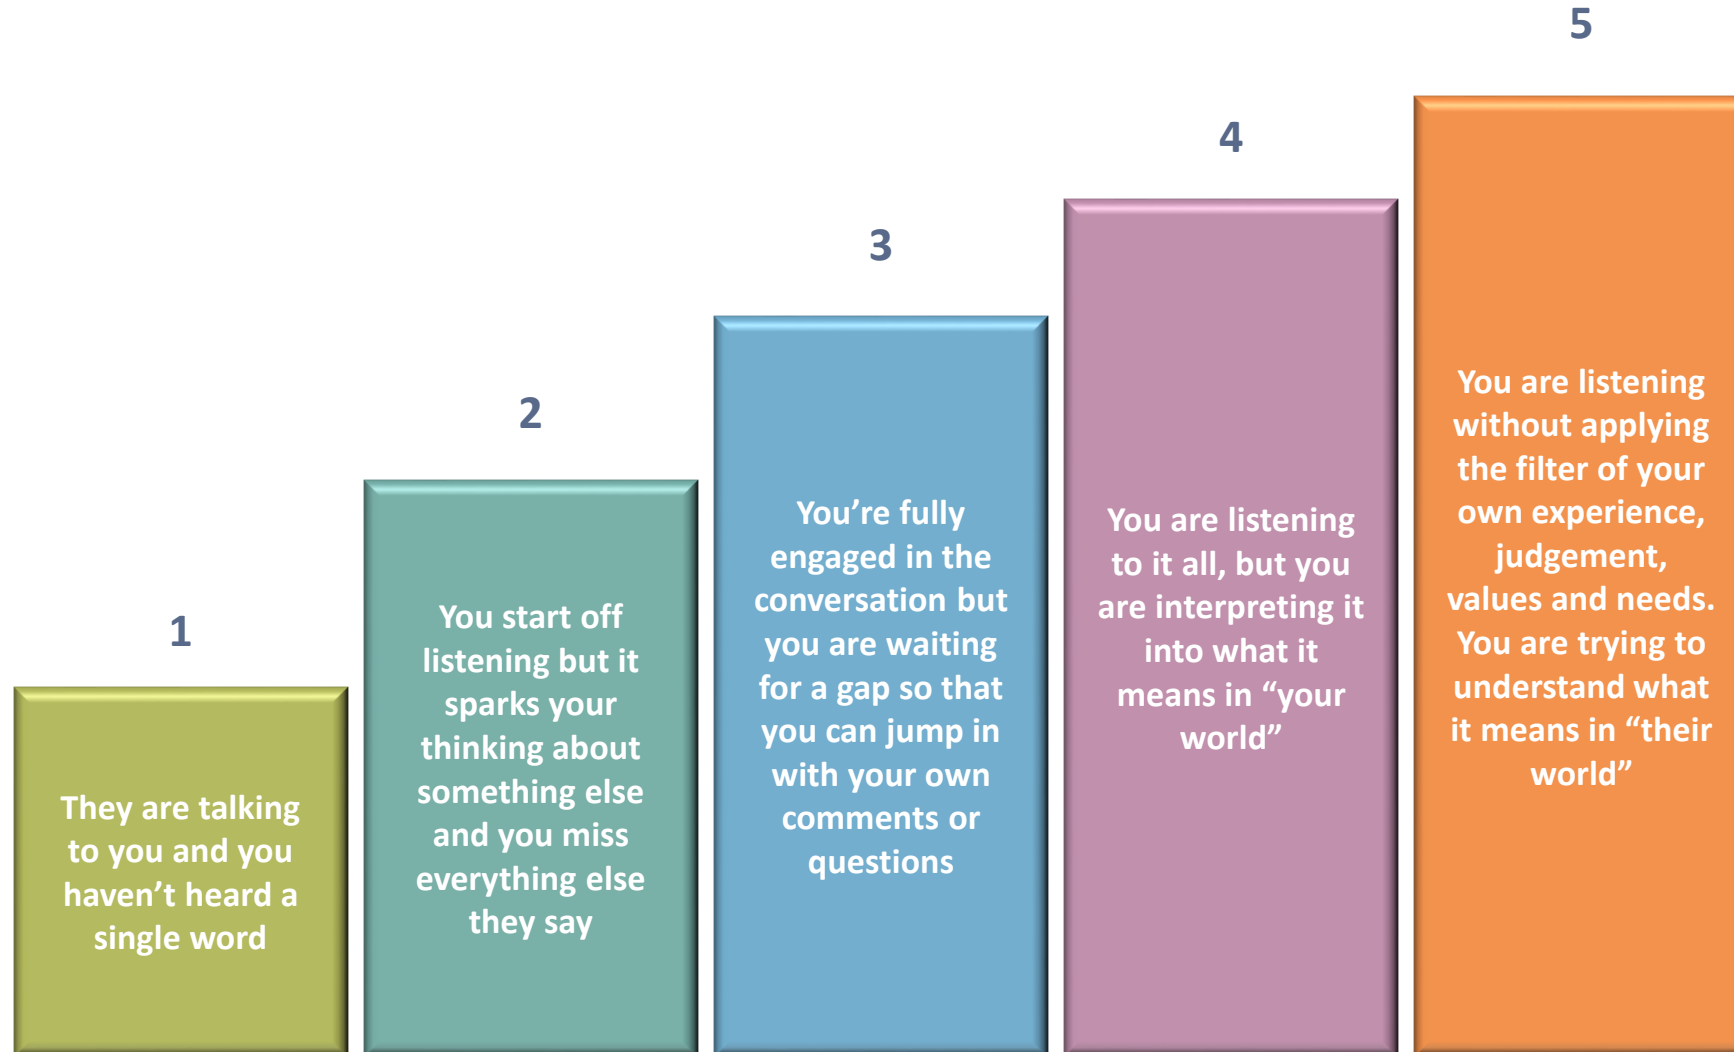 1
They are talking
to you and you
haven’t heard a
single word
2
You start off
listening but it
sparks your
thinking about
something else
and you miss
everything else
they say
3
You’re fully
engaged in the
conversation but
you are waiting
for a gap so that
you can jump in
with your own
comments or
questions
4
You are listening
to it all, but you
are interpreting it
into what it
means in “your
world”
5
You are listening
without applying
the filter of your
own experience,
judgement,
values and needs.
You are trying to
understand what
it means in “their
world”